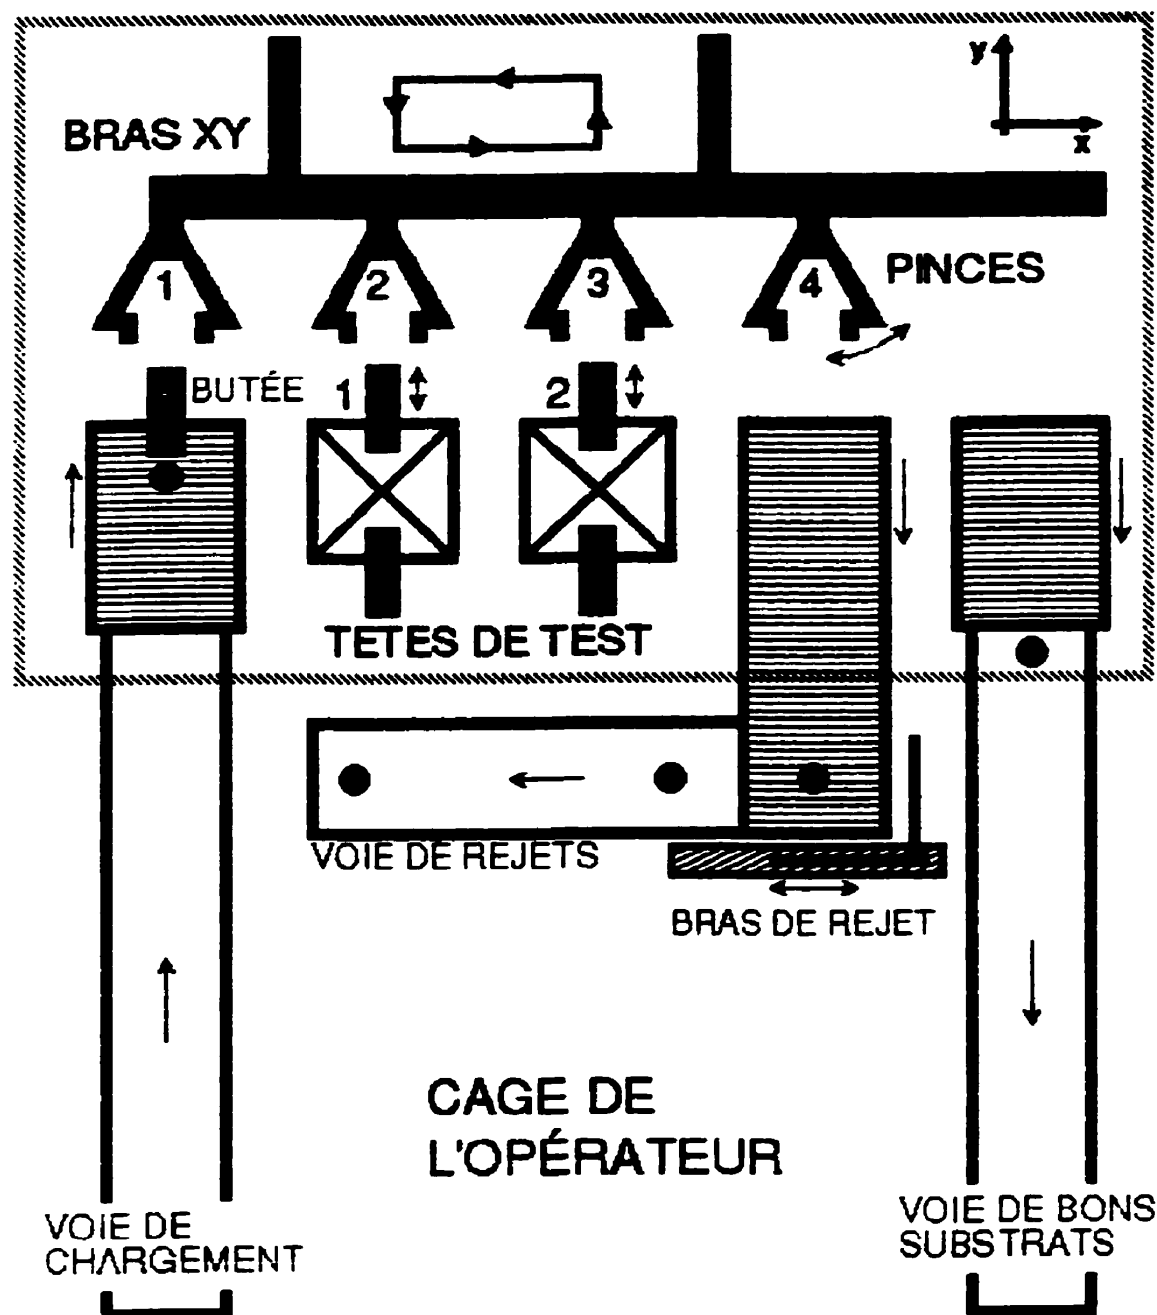 y
x
BRAS XY
1
2
3
4
PINCES
BUTÉE
1
2
TETES DE TEST
VOIE DE REJETS
BRAS DE REJET
CAGE DE
L'OPÉRATEUR
VOIE DE
CHARGEMENT
VOIE DE BONS
SUBSTRATS